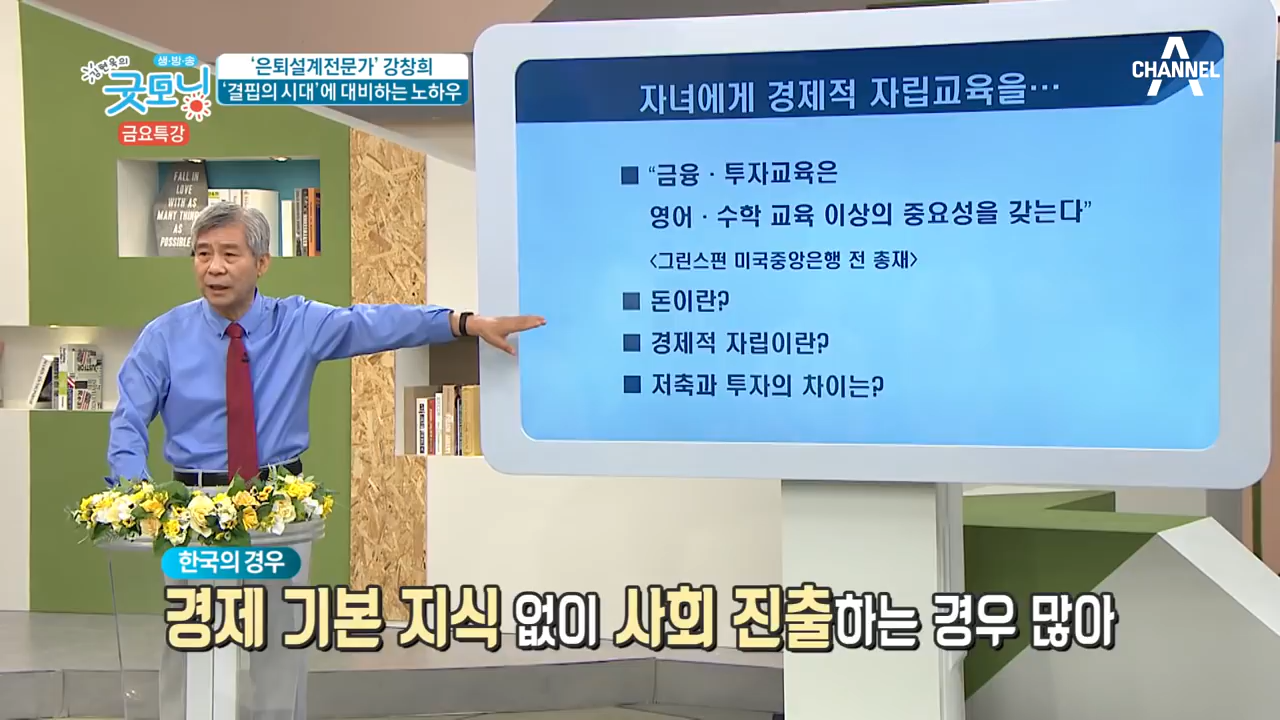 생·방·송
굿모닝
금요특강
'은퇴설계전문가' 강창희
'결핍의 시대'에 대비하는 노하우
CHANNEL A
자녀에게 경제적 자립교육을…
■ “금융·투자교육은
영어·수학 교육 이상의 중요성을 갖는다”
<그린스펀 미국중앙은행 전 총재>
■ 돈이란?
■ 경제적 자립이란?
■ 저축과 투자의 차이는?
FALL IN
LOVE
WITH AS
MANY THINGS
AS
POSSIBLE
한국의 경우
경제 기본 지식 없이 사회 진출하는 경우 많아